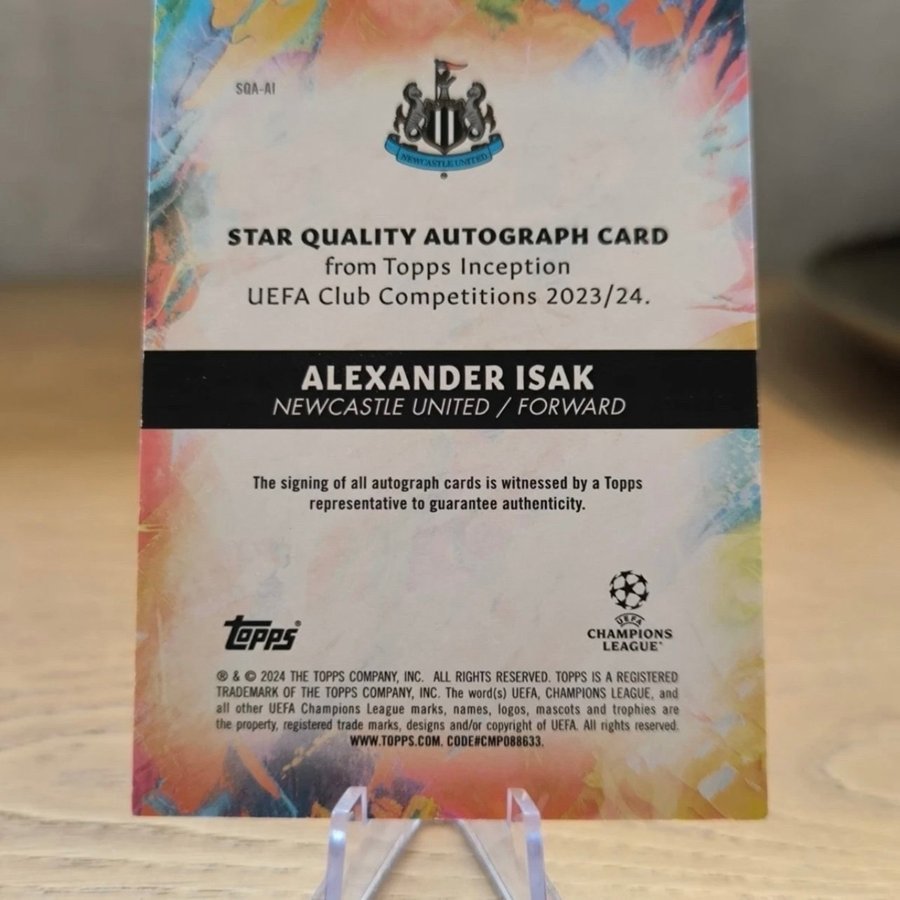 SQA-AI
NEWCASTLE UNITED
®
STAR QUALITY AUTOGRAPH CARD
from Topps Inception
UEFA Club Competitions 2023/24.
ALEXANDER ISAK
NEWCASTLE UNITED / FORWARD
The signing of all autograph cards is witnessed by a Topps
representative to guarantee authenticity.
UEFA
CHAMPIONS
LEAGUE
topps®
® & © 2024 THE TOPPS COMPANY, INC. ALL RIGHTS RESERVED. TOPPS IS A REGISTERED
TRADEMARK OF THE TOPPS COMPANY, INC. The word(s) UEFA, CHAMPIONS LEAGUE, and
all other UEFA Champions League marks, names, logos, mascots and trophies are
the property, registered trade marks, designs and/or copyright of UEFA. All rights reserved.
WWW.TOPPS.COM. CODE#CMP088633.